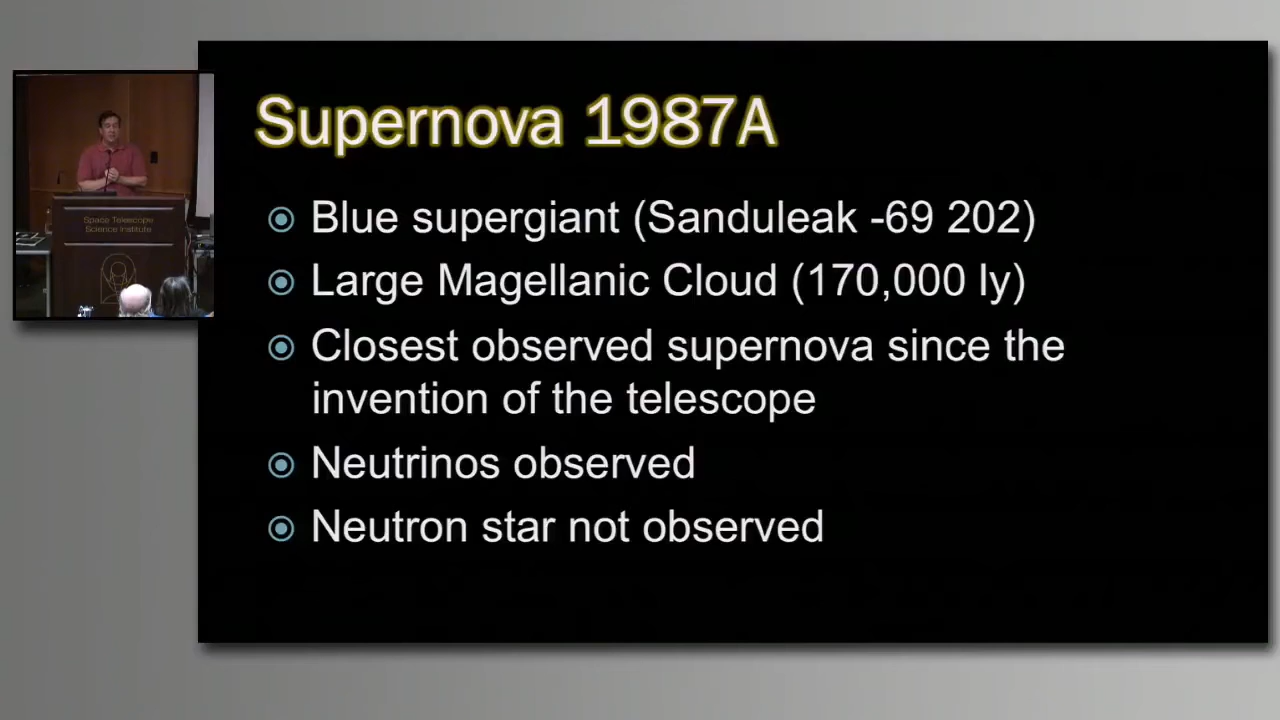 Supernova 1987A
Blue supergiant (Sanduleak -69 202)
Large Magellanic Cloud (170,000 ly)
Closest observed supernova since the
invention of the telescope
Neutrinos observed
Neutron star not observed
Space Telescope
Science Institute